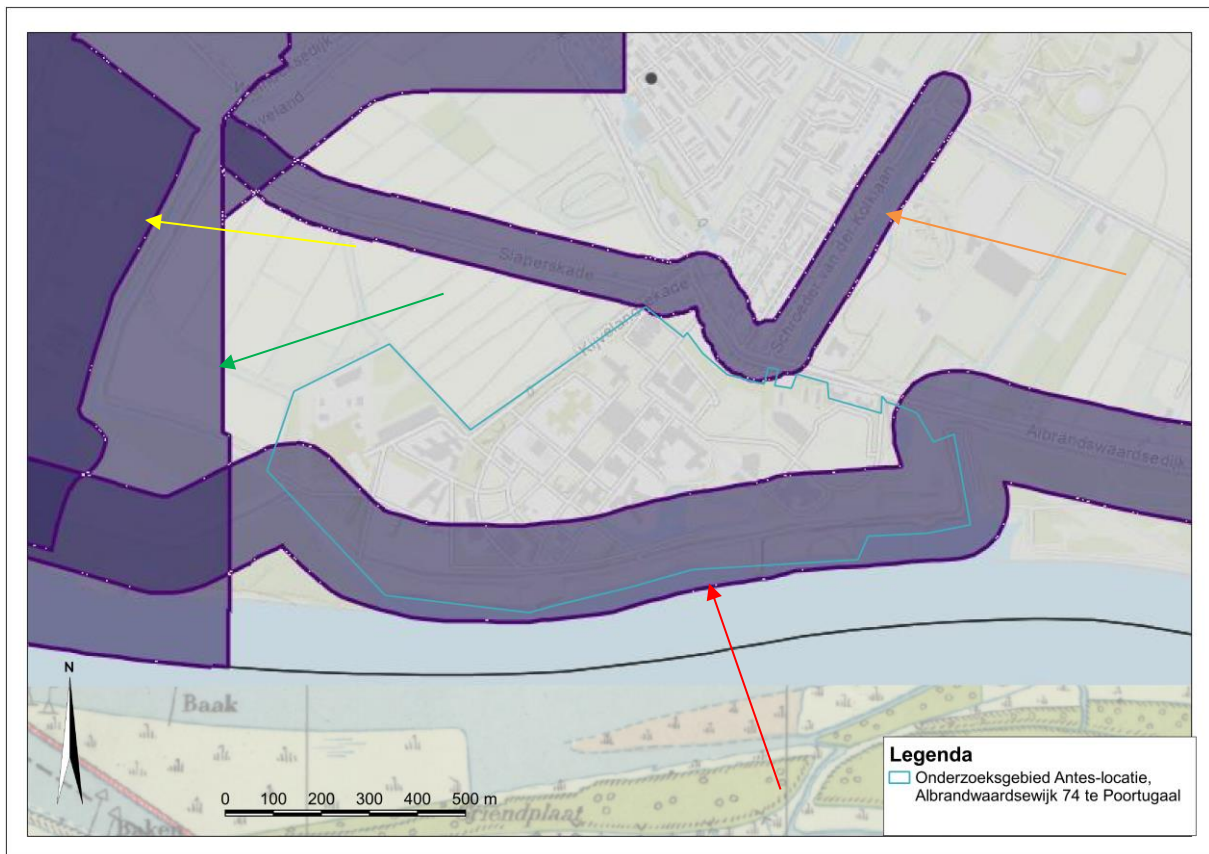 Slaperskade
Schroeder van der Kolklaan
Kijvelandsekade
Albrandswaardsedijk
N
Baak
0 100 200 300 400 500 m
Legenda
Onderzoeksgebied Antes-locatie,
Albrandwaardsewijk 74 te Poortugaal